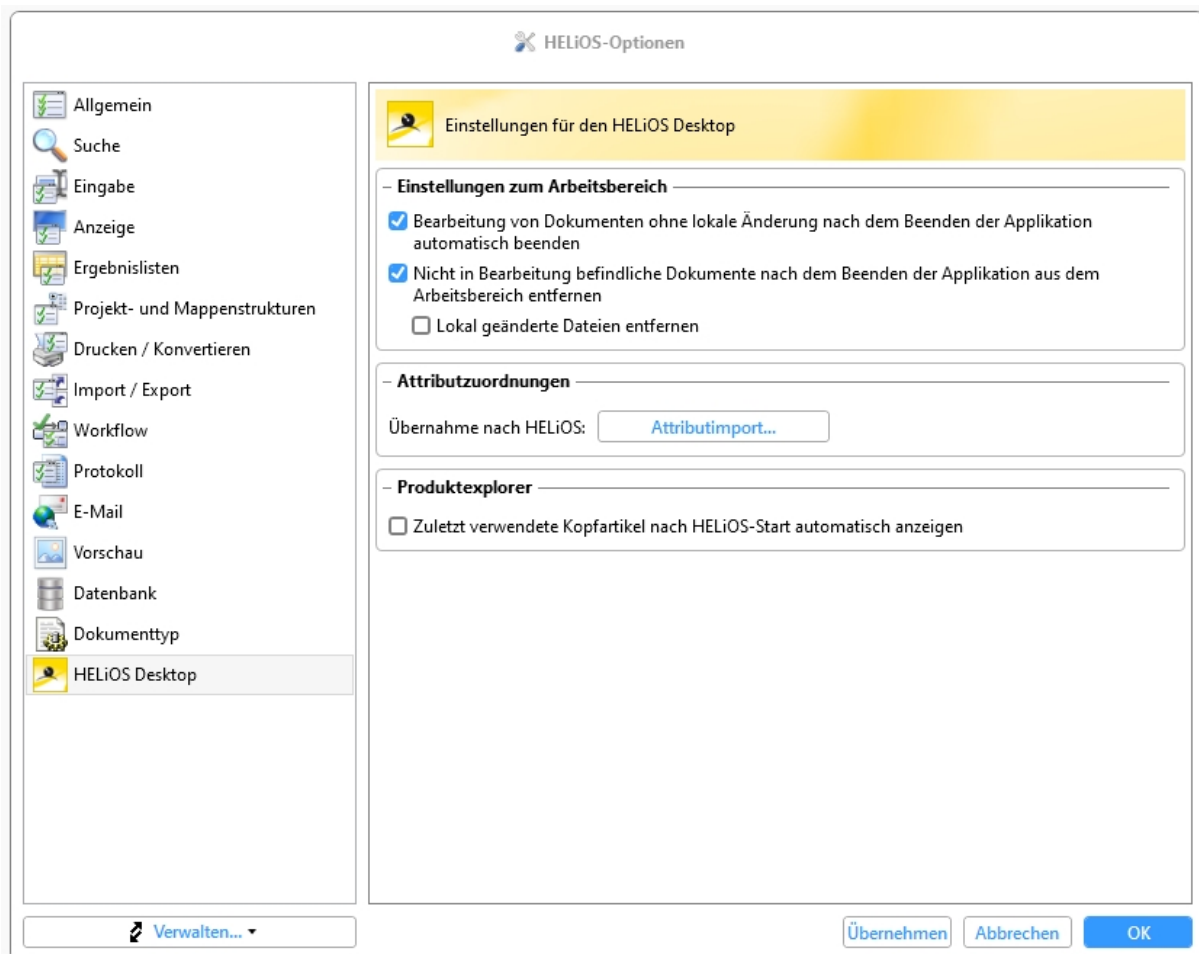 HELiOS-Optionen
Allgemein
Suche
Eingabe
Anzeige
Ergebnislisten
Projekt- und Mappenstrukturen
Drucken / Konvertieren
Import / Export
Workflow
Protokoll
E-Mail
Vorschau
Datenbank
Dokumenttyp
HELiOS Desktop
Verwalten...
Einstellungen für den HELiOS Desktop
Einstellungen zum Arbeitsbereich
Bearbeitung von Dokumenten ohne lokale Änderung nach dem Beenden der Applikation
automatisch beenden
Nicht in Bearbeitung befindliche Dokumente nach dem Beenden der Applikation aus dem
Arbeitsbereich entfernen
Lokal geänderte Dateien entfernen
Attributzuordnungen
Übernahme nach HELiOS: Attributimport...
Produktexplorer
Zuletzt verwendete Kopfartikel nach HELiOS-Start automatisch anzeigen
Übernehmen Abbrechen OK